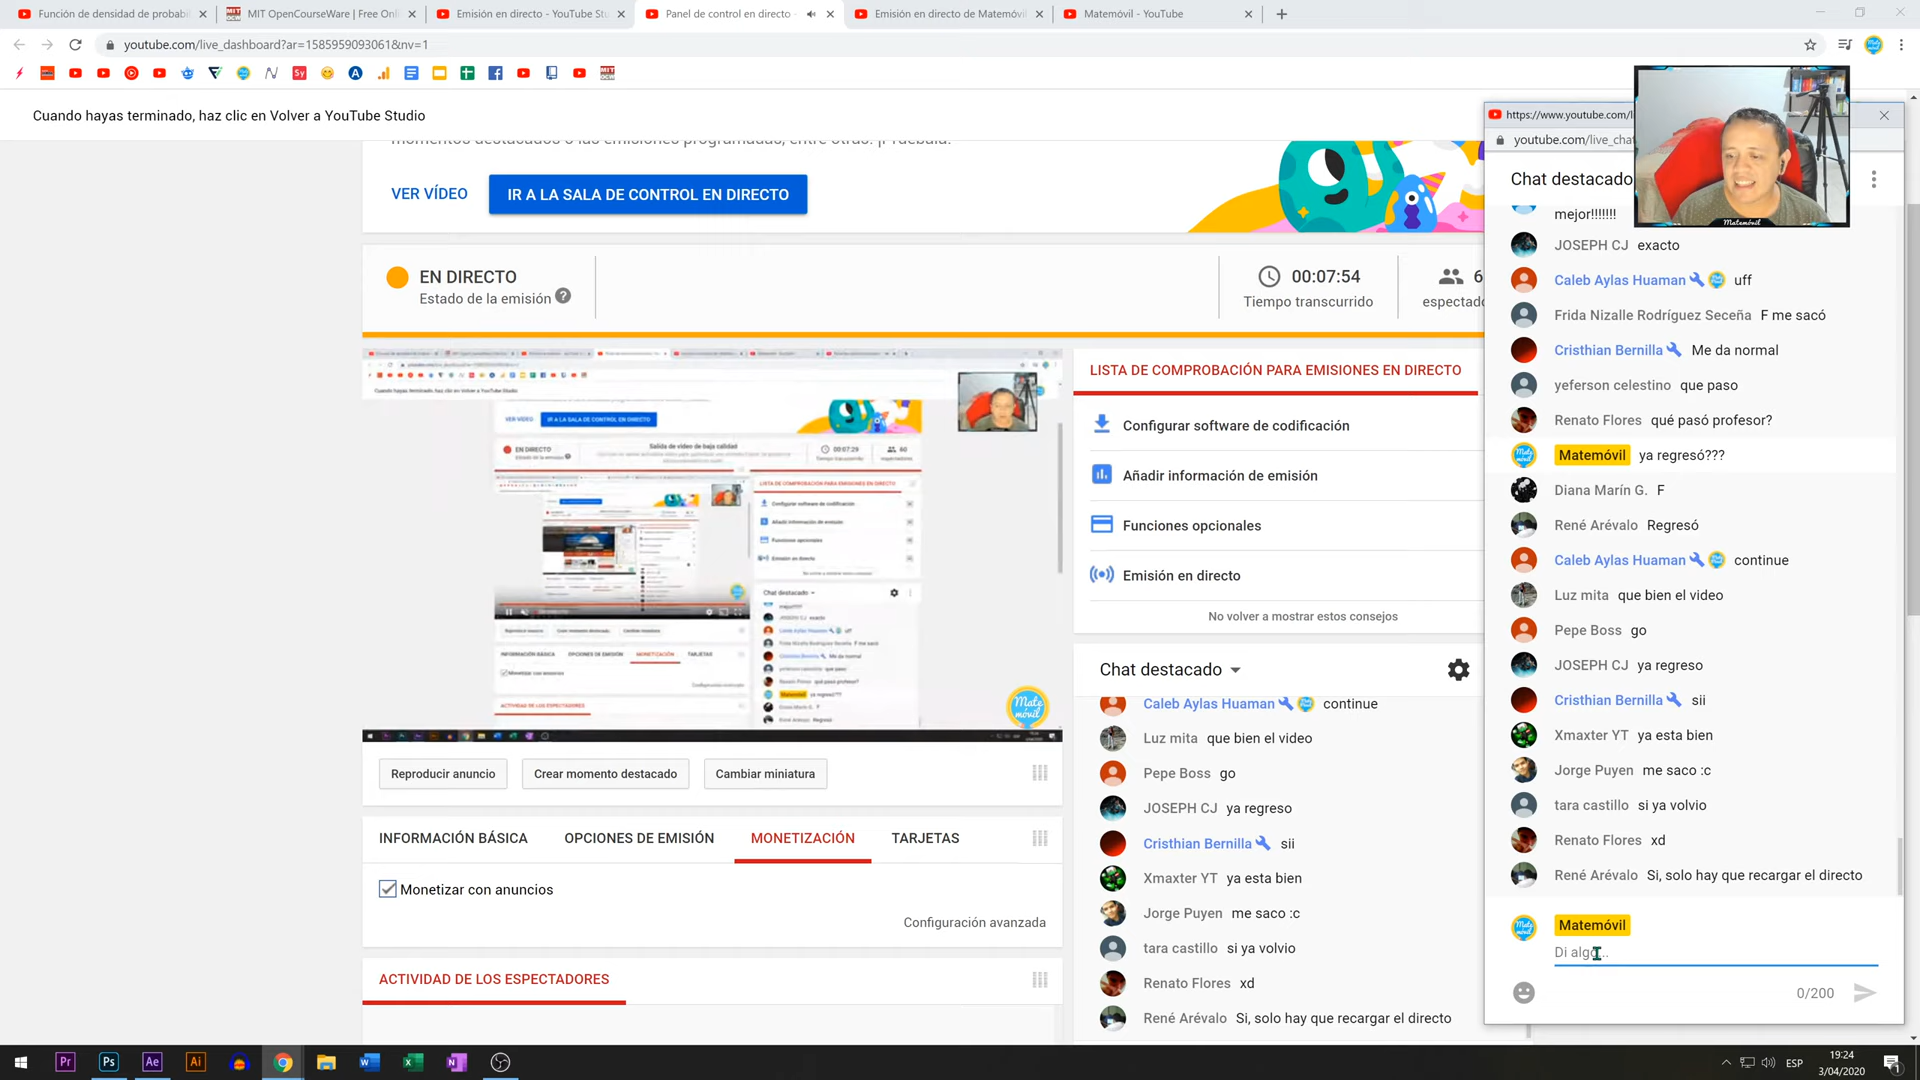 Función de densidad de probabi
MIT OpenCourseWare | Free Onl
Emisión en directo - YouTube Stu
Panel de control en directo -
Emisión en directo de Matemóvi
Matemóvil - YouTube
youtube.com/live_dashboard?ar=1585959093061&nv=1
Cuando hayas terminado, haz clic en Volver a YouTube Studio
VER VÍDEO
IR A LA SALA DE CONTROL EN DIRECTO
EN DIRECTO
Estado de la emisión
00:07:54
Tiempo transcurrido
6
espectado
LISTA DE COMPROBACIÓN PARA EMISIONES EN DIRECTO
Configurar software de codificación
Añadir información de emisión
Funciones opcionales
Emisión en directo
No volver a mostrar estos consejos
Mate
móvil
Reproducir anuncio
Crear momento destacado
Cambiar miniatura
INFORMACIÓN BÁSICA
OPCIONES DE EMISIÓN
MONETIZACIÓN
TARJETAS
Monetizar con anuncios
Configuración avanzada
ACTIVIDAD DE LOS ESPECTADORES
Chat destacado
Caleb Aylas Huaman continue
Luz mita que bien el video
Pepe Boss go
JOSEPH CJ ya regreso
Cristhian Bernilla sii
Xmaxter YT ya esta bien
Jorge Puyen me saco :c
tara castillo si ya volvio
Renato Flores xd
René Arévalo Si, solo hay que recargar el directo
https://www.youtube.com/l
youtube.com/live_cha
Matemóvil
Chat destacado
mejor!!!!!!!
JOSEPH CJ exacto
Caleb Aylas Huaman uff
Frida Nizalle Rodríguez Seceña F me sacó
Cristhian Bernilla Me da normal
yeferson celestino que paso
Renato Flores qué pasó profesor?
Matemóvil ya regresó???
Diana Marín G. F
René Arévalo Regresó
Caleb Aylas Huaman continue
Luz mita que bien el video
Pepe Boss go
JOSEPH CJ ya regreso
Cristhian Bernilla sii
Xmaxter YT ya esta bien
Jorge Puyen me saco :c
tara castillo si ya volvio
Renato Flores xd
René Arévalo Si, solo hay que recargar el directo
Matemóvil
Di algo...
0/200
ESP
19:24
3/04/2020